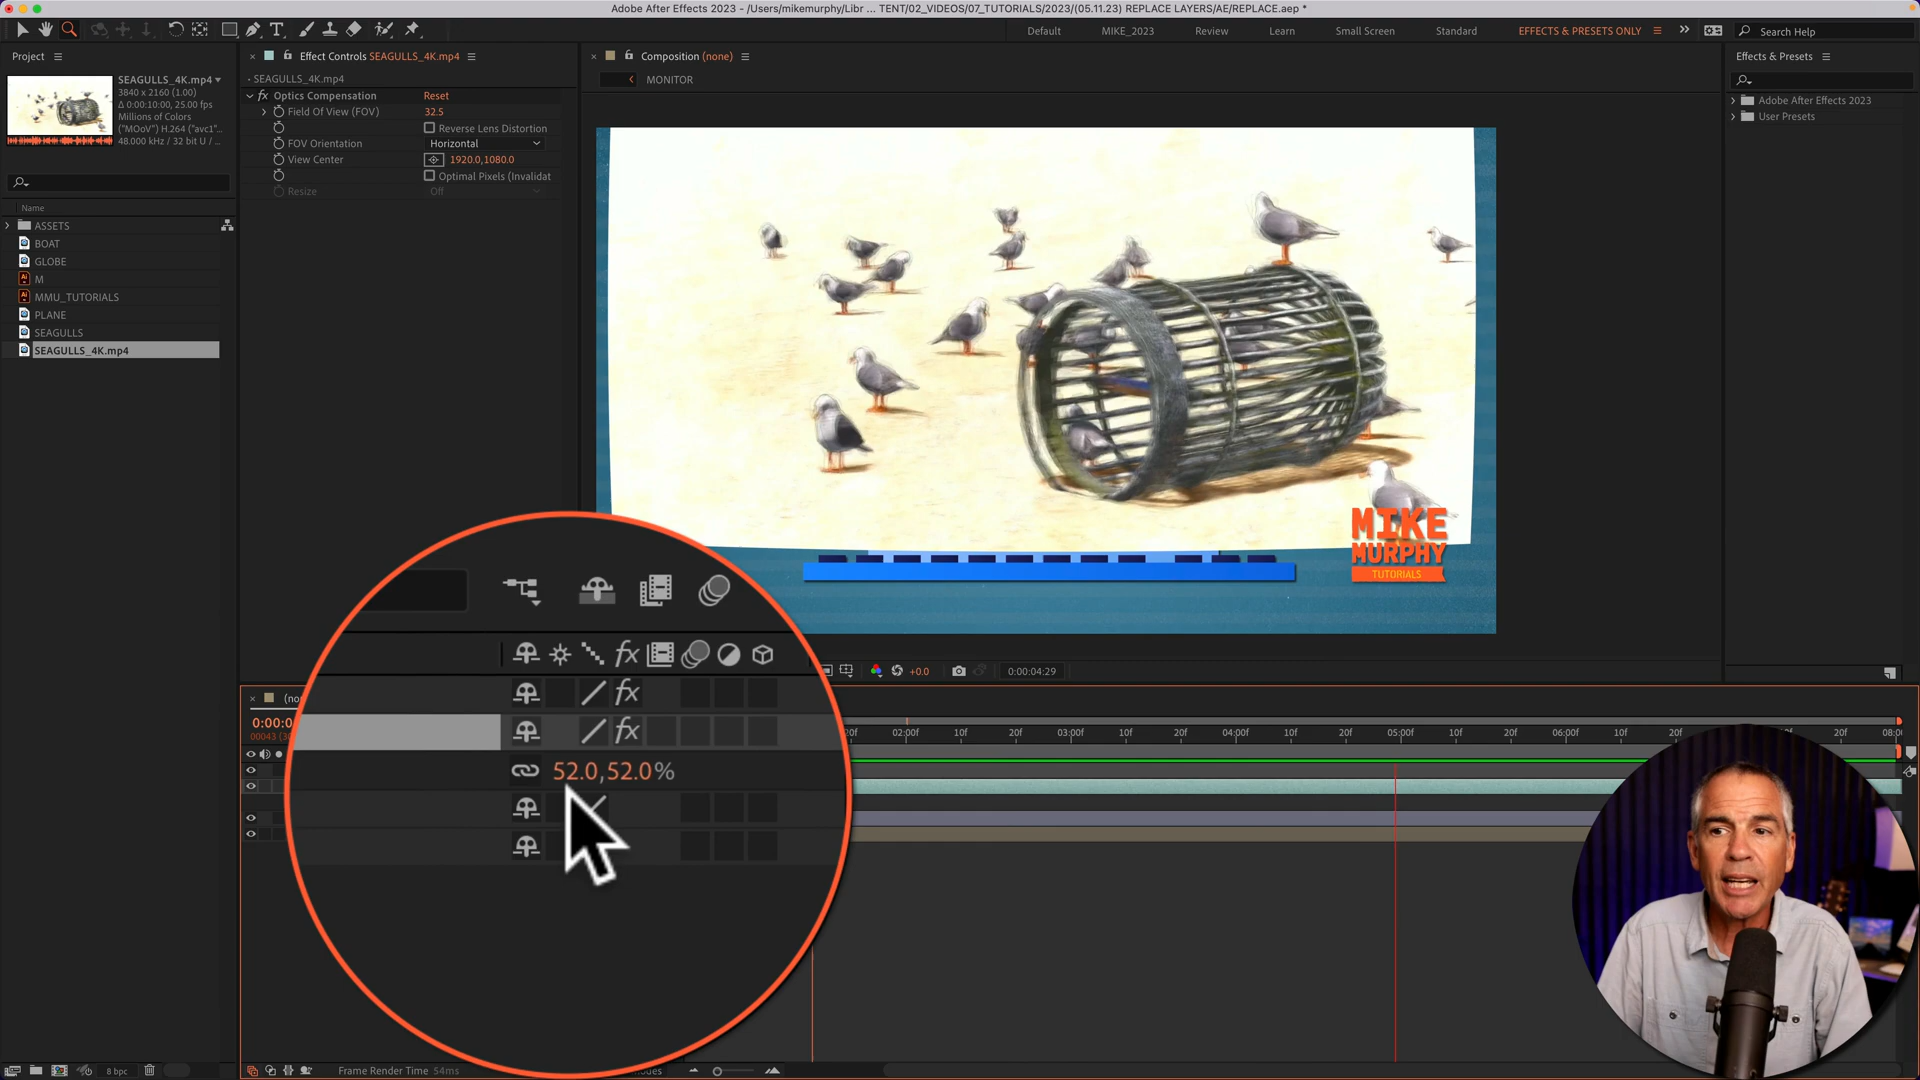 Adobe After Effects 2023 - /Users/mikemurphy/Libr ... TENT/02_VIDEOS/07_TUTORIALS/2023/(05.11.23) REPLACE LAYERS/AE/REPLACE.aep *
Default
MIKE_2023
Review
Learn
Small Screen
Standard
EFFECTS & PRESETS ONLY
Search Help
Project
SEAGULLS_4K.mp4
3840 x 2160 (1.00)
Δ 0:00:10:00, 25.00 fps
Millions of Colors
("MOoV") H.264 ("avc1"...
48.000 kHz / 32 bit U / ...
Name
ASSETS
BOAT
GLOBE
M
MMU_TUTORIALS
PLANE
SEAGULLS
SEAGULLS_4K.mp4
Effect Controls SEAGULLS_4K.mp4
· SEAGULLS_4K.mp4
fx Optics Compensation Reset
Field Of View (FOV) 32.5
Reverse Lens Distortion
FOV Orientation Horizontal
View Center 1920.0,1080.0
Optimal Pixels (Invalidat
Resize Off
Composition (none)
MONITOR
MIKE
MURPHY
TUTORIALS
Effects & Presets
Adobe After Effects 2023
User Presets
+0.0
0:00:04:29
fx
fx
fx
52.0,52.0%
(no
0:00:0
02:00f 10f 20f 03:00f 10f 20f 04:00f 10f 20f 05:00f 10f 20f 06:00f 10f
20f 08:0
8 bpc
Frame Render Time 54ms